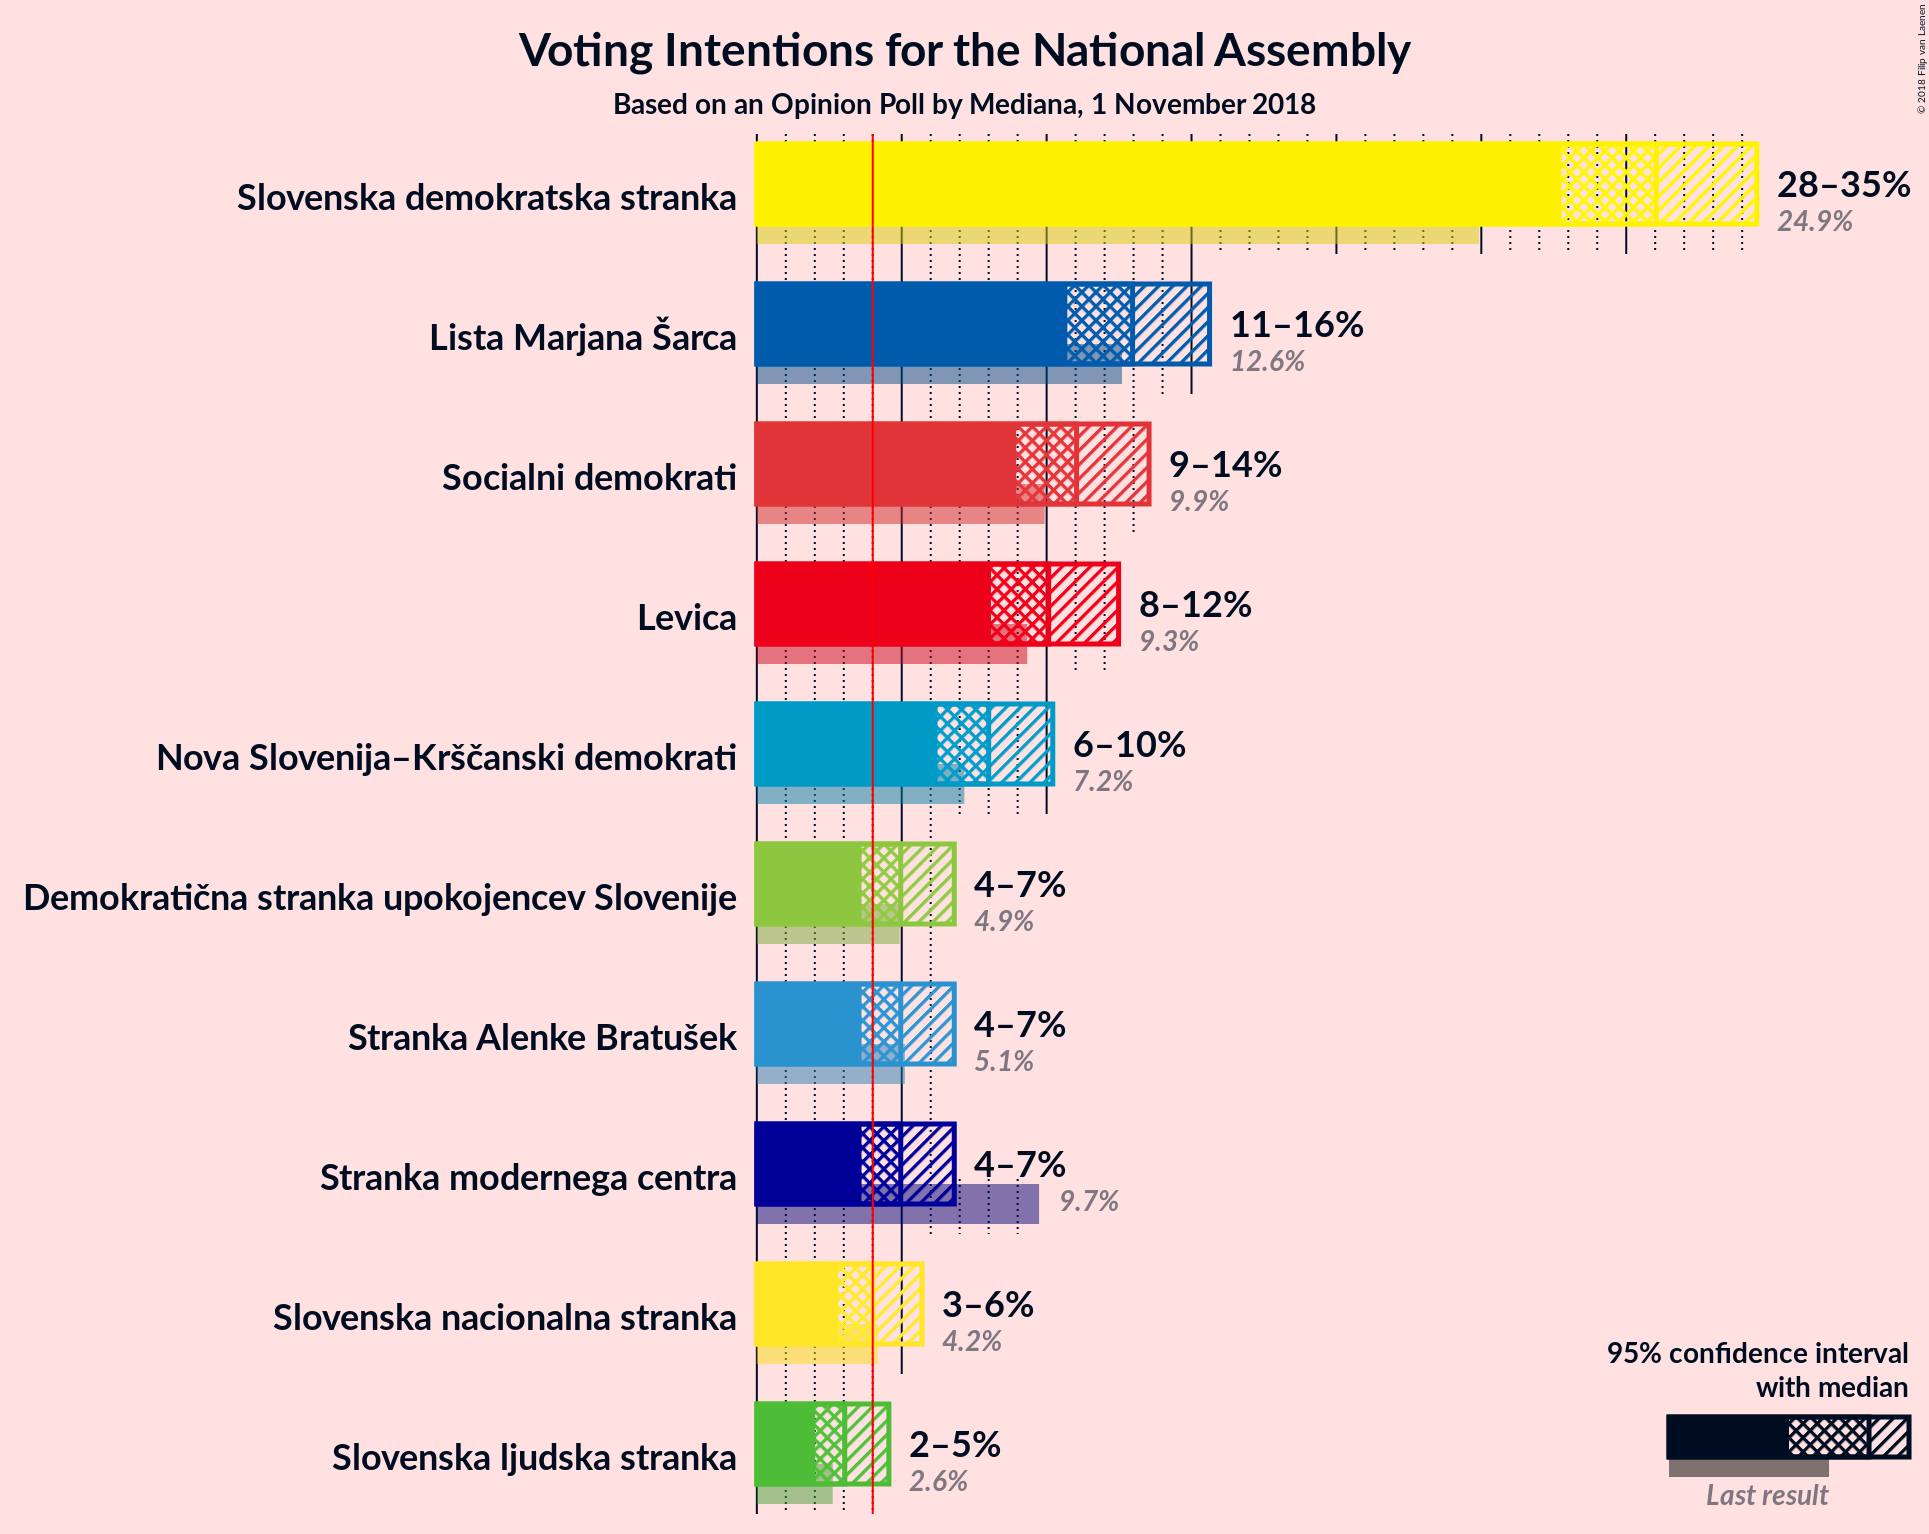 Voting Intentions for the National Assembly
Based on an Opinion Poll by Mediana, 1 November 2018
© 2018 Filip van Laenen
Slovenska demokratska stranka
28–35%
24.9%
Lista Marjana Šarca
11–16%
12.6%
Socialni demokrati
9–14%
9.9%
Levica
8–12%
9.3%
Nova Slovenija–Krščanski demokrati
6–10%
7.2%
Demokratična stranka upokojencev Slovenije
4–7%
4.9%
Stranka Alenke Bratušek
4–7%
5.1%
Stranka modernega centra
4–7%
9.7%
Slovenska nacionalna stranka
3–6%
4.2%
Slovenska ljudska stranka
2–5%
2.6%
95% confidence interval
with median
Last result